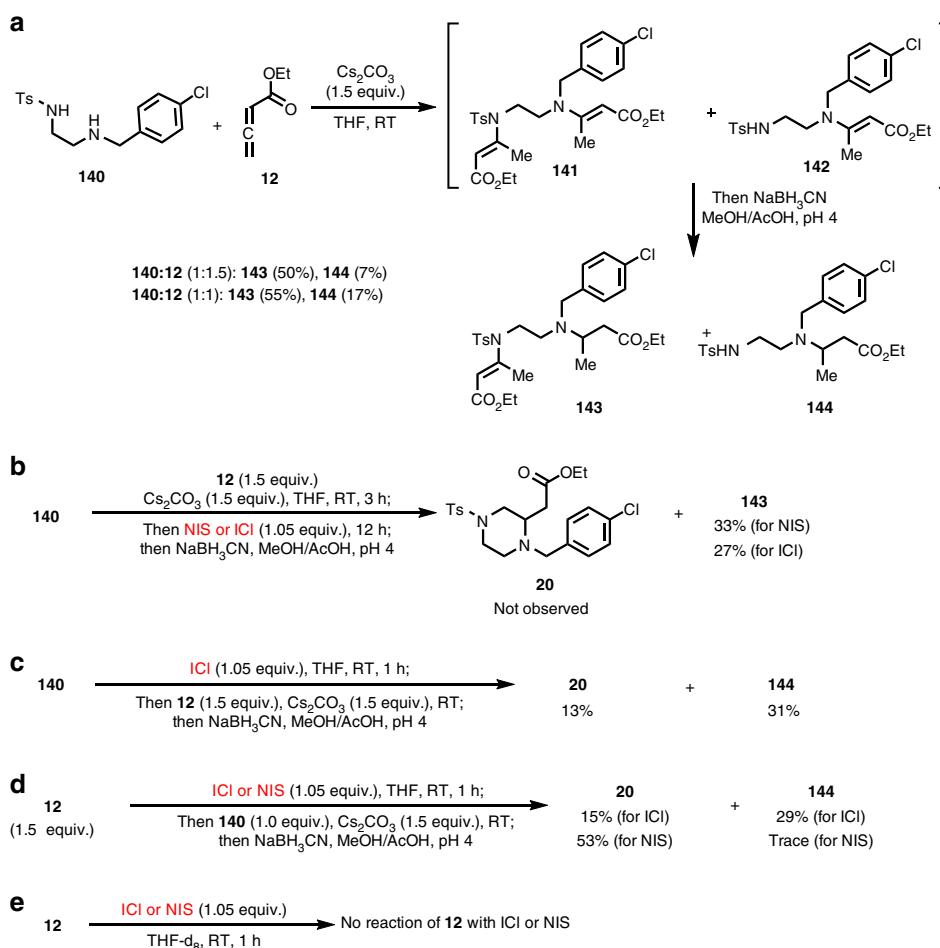 a
Ts
N
H
H
N
Cl
140
+
OEt
O
C
12
Cs2CO3
(1.5 equiv.)
THF, RT
Cl
TsN
N
CO2Et
Me
Me
CO2Et
141
+
Cl
TsHN
N
CO2Et
Me
142
Then NaBH3CN
MeOH/AcOH, pH 4
140:12 (1:1.5): 143 (50%), 144 (7%)
140:12 (1:1): 143 (55%), 144 (17%)
Cl
TsN
N
CO2Et
Me
Me
CO2Et
143
+
Cl
TsHN
N
CO2Et
Me
144
b
140
12 (1.5 equiv.)
Cs2CO3 (1.5 equiv.), THF, RT, 3 h;
Then NIS or ICl (1.05 equiv.), 12 h;
then NaBH3CN, MeOH/AcOH, pH 4
O
OEt
Ts
N
N
Cl
20
Not observed
+
143
33% (for NIS)
27% (for ICl)
c
140
ICl (1.05 equiv.), THF, RT, 1 h;
Then 12 (1.5 equiv.), Cs2CO3 (1.5 equiv.), RT;
then NaBH3CN, MeOH/AcOH, pH 4
20
13%
+
144
31%
d
12
(1.5 equiv.)
ICl or NIS (1.05 equiv.), THF, RT, 1 h;
Then 140 (1.0 equiv.), Cs2CO3 (1.5 equiv.), RT;
then NaBH3CN, MeOH/AcOH, pH 4
20
15% (for ICl)
53% (for NIS)
+
144
29% (for ICl)
Trace (for NIS)
e
12
ICl or NIS (1.05 equiv.)
THF-d8, RT, 1 h
No reaction of 12 with ICl or NIS